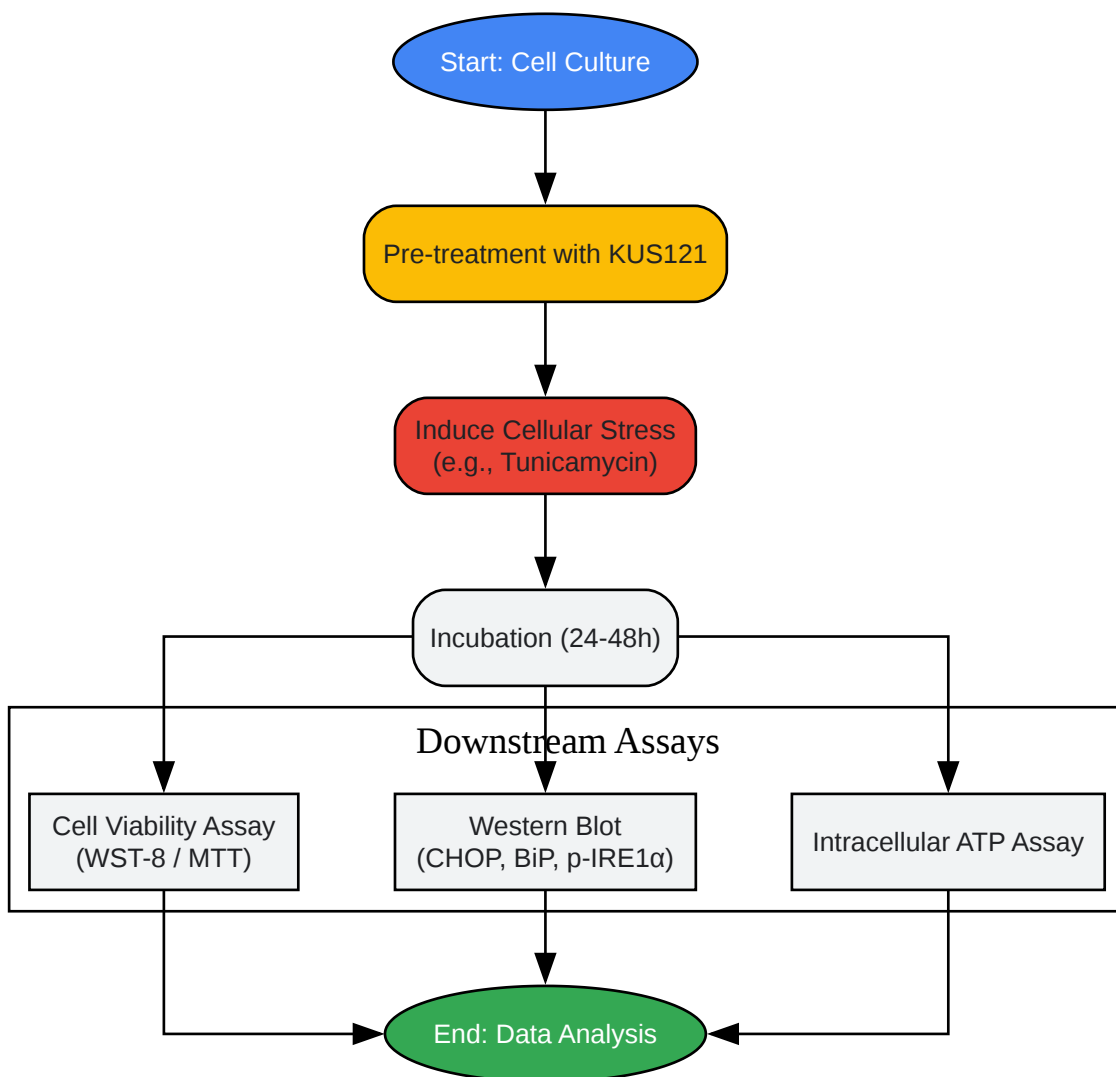 Start: Cell Culture
Pre-treatment with KUS121
Induce Cellular Stress
(e.g., Tunicamycin)
Incubation (24-48h)
Downstream Assays
Cell Viability Assay
(WST-8 / MTT)
Western Blot
(CHOP, BiP, p-IRE1α)
Intracellular ATP Assay
End: Data Analysis